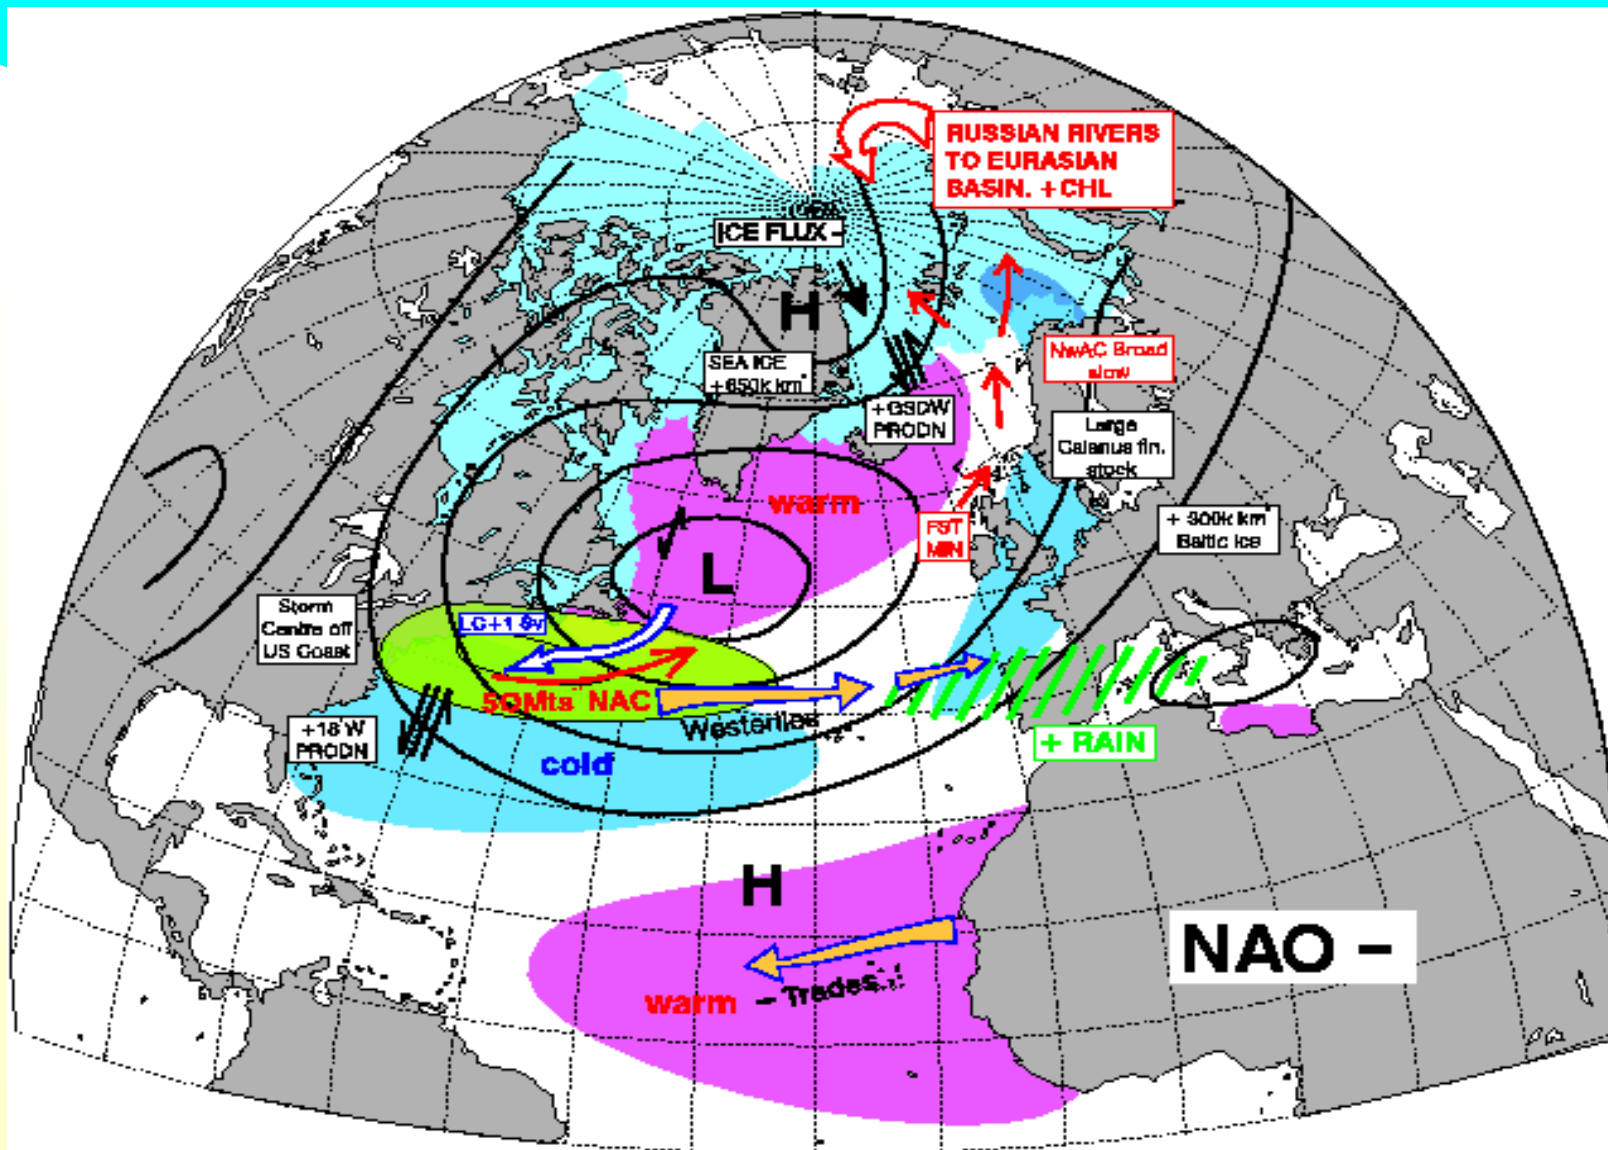 RUSSIAN RIVERS
TO EURASIAN
BASIN. +CHL
ICE FLUX -
H
SEA ICE
+650k km²
NwAC Broad
slow
+GSDW
PRODN
Large
Calanus fin.
stock
warm
FST
MIN
+ 300k km²
Baltic Ice
L
Storm
Centre off
US Coast
LC+1 Sv
50Mts NAC
Westerlies
+18 W
PRODN
+ RAIN
cold
H
NAO -
warm
- Trades